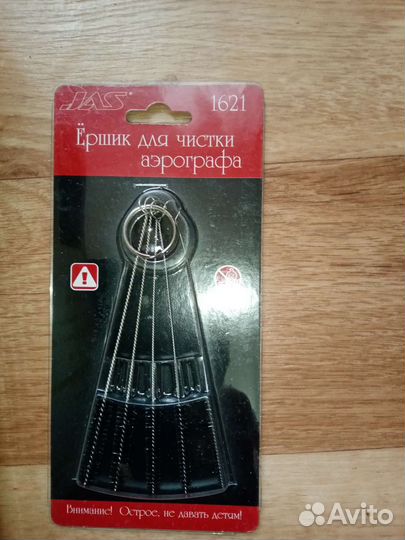 JAS® 1621
Ёршик для чистки
аэрографа
Внимание! Острое, не давать детям!
Avito